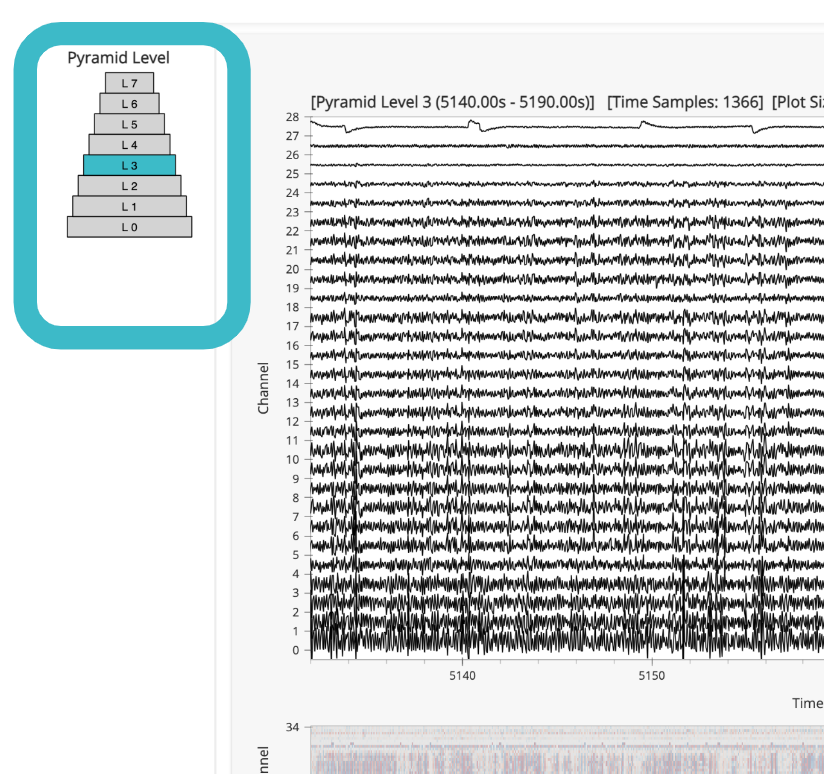 Pyramid Level
L 7
L 6
L 5
L 4
L 3
L 2
L 1
L 0
[Pyramid Level 3 (5140.00s - 5190.00s)] [Time Samples: 1366] [Plot Si
28
27
26
25
24
23
22
21
20
19
18
17
16
15
14
13
12
11
10
9
8
7
6
5
4
3
2
1
0
Channel
5140 5150
Time
34
nnel